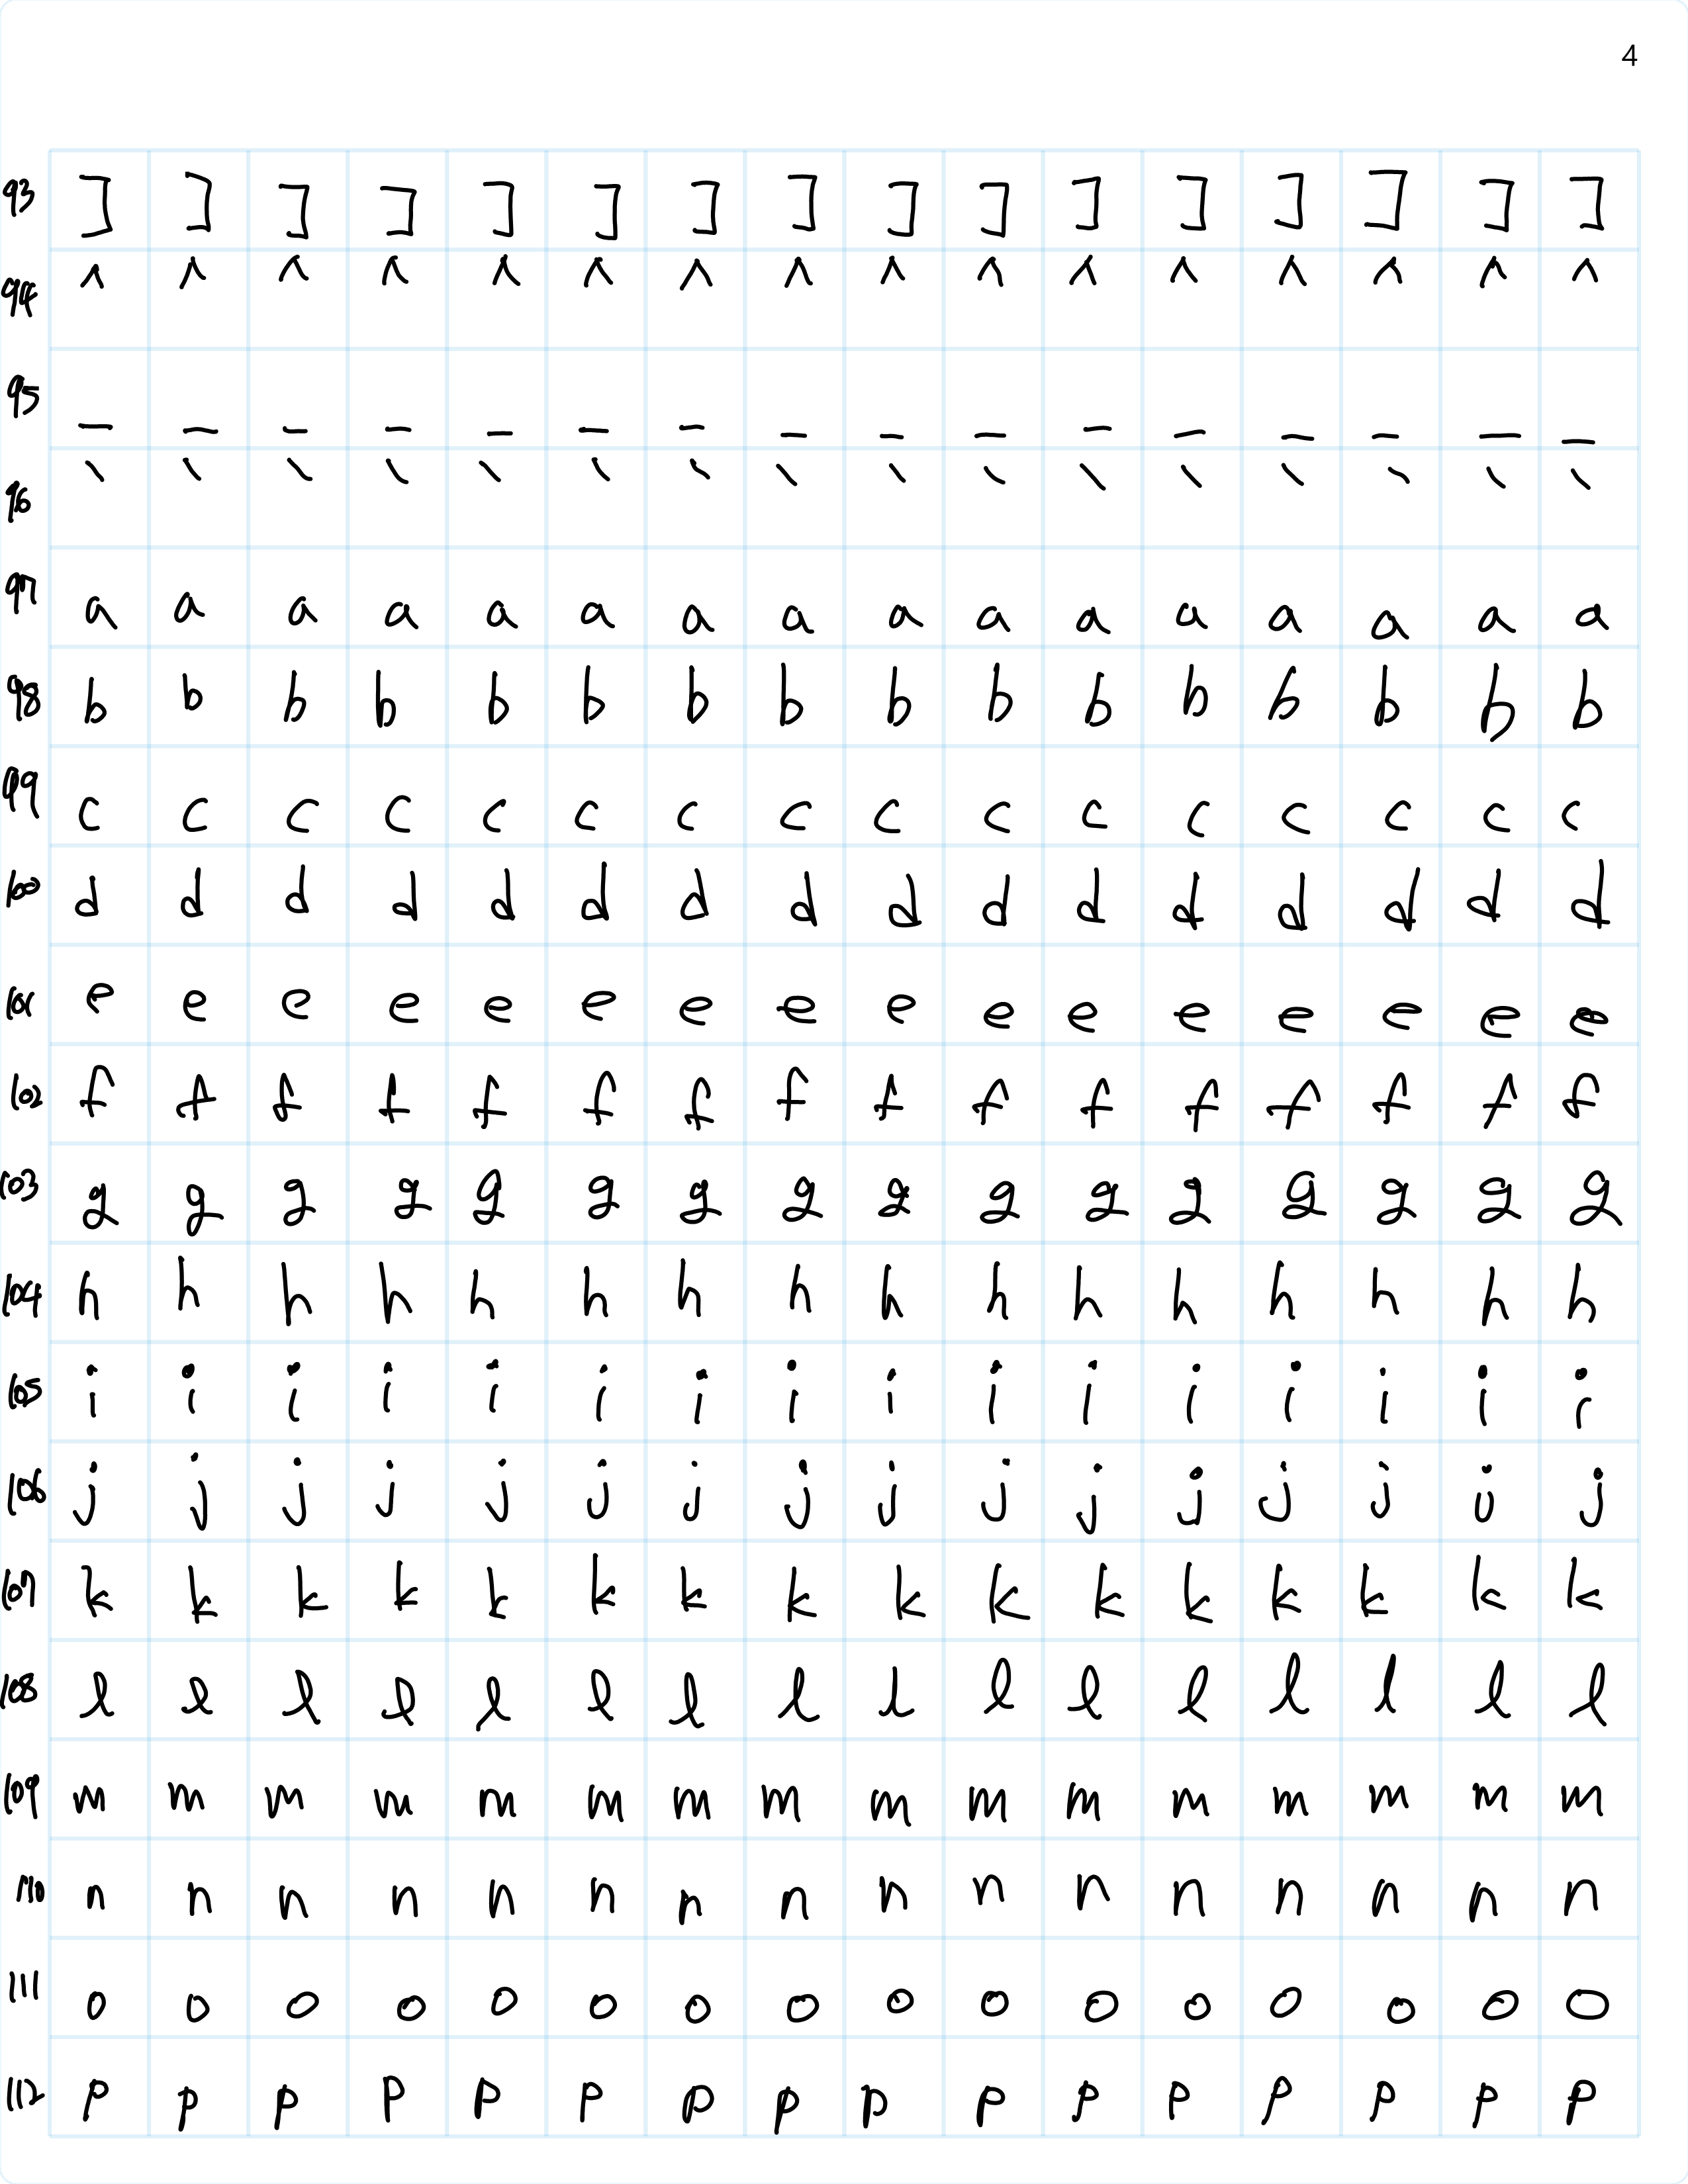 4
93 ] ] ] ] ] ] ] ] ] ] ] ] ] ] ] ]
94 ^ ^ ^ ^ ^ ^ ^ ^ ^ ^ ^ ^ ^ ^ ^ ^
95 _ _ _ _ _ _ _ _ _ _ _ _ _ _ _ _
96 ` ` ` ` ` ` ` ` ` ` ` ` ` ` ` `
97 a a a a a a a a a a a a a a a a
98 b b b b b b b b b b b b b b b b
99 c c c c c c c c c c c c c c c c
100 d d d d d d d d d d d d d d d d
101 e e e e e e e e e e e e e e e e
102 f f f f f f f f f f f f f f f f
103 g g g g g g g g g g g g g g g g
104 h h h h h h h h h h h h h h h h
105 i i i i i i i i i i i i i i i i
106 j j j j j j j j j j j j j j j j
107 k k k k k k k k k k k k k k k k
108 l l l l l l l l l l l l l l l l
109 m m m m m m m m m m m m m m m m
110 n n n n n n n n n n n n n n n n
111 o o o o o o o o o o o o o o o o
112 p p p p p p p p p p p p p p p p